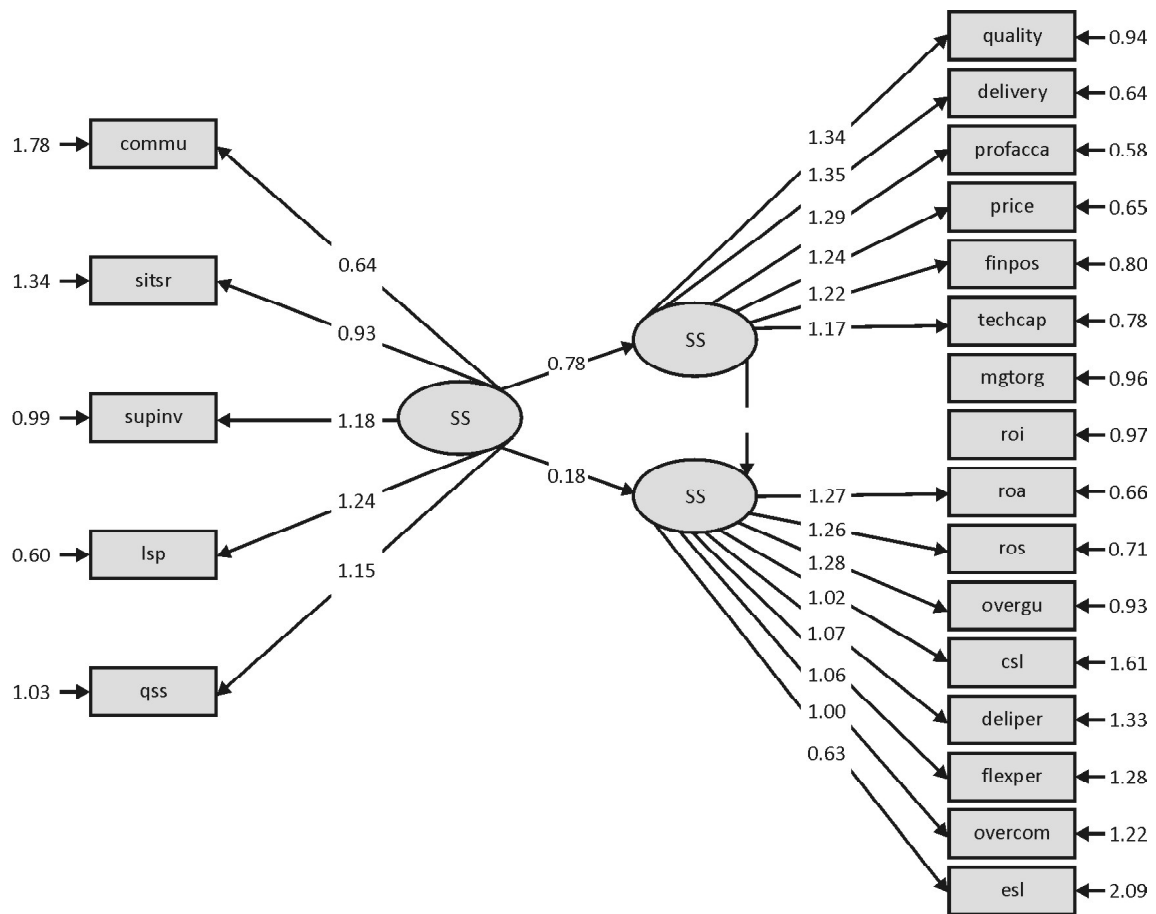 1.78
commu
1.34
sitsr
0.99
supinv
0.60
lsp
1.03
qss
0.64
0.93
1.18
1.24
1.15
SS
0.78
0.18
SS
SS
1.34
1.35
1.29
1.24
1.22
1.17
1.27
1.26
1.28
1.02
1.07
1.06
1.00
0.63
quality
0.94
delivery
0.64
profacca
0.58
price
0.65
finpos
0.80
techcap
0.78
mgtorg
0.96
roi
0.97
roa
0.66
ros
0.71
overgu
0.93
csl
1.61
deliper
1.33
flexper
1.28
overcom
1.22
esl
2.09